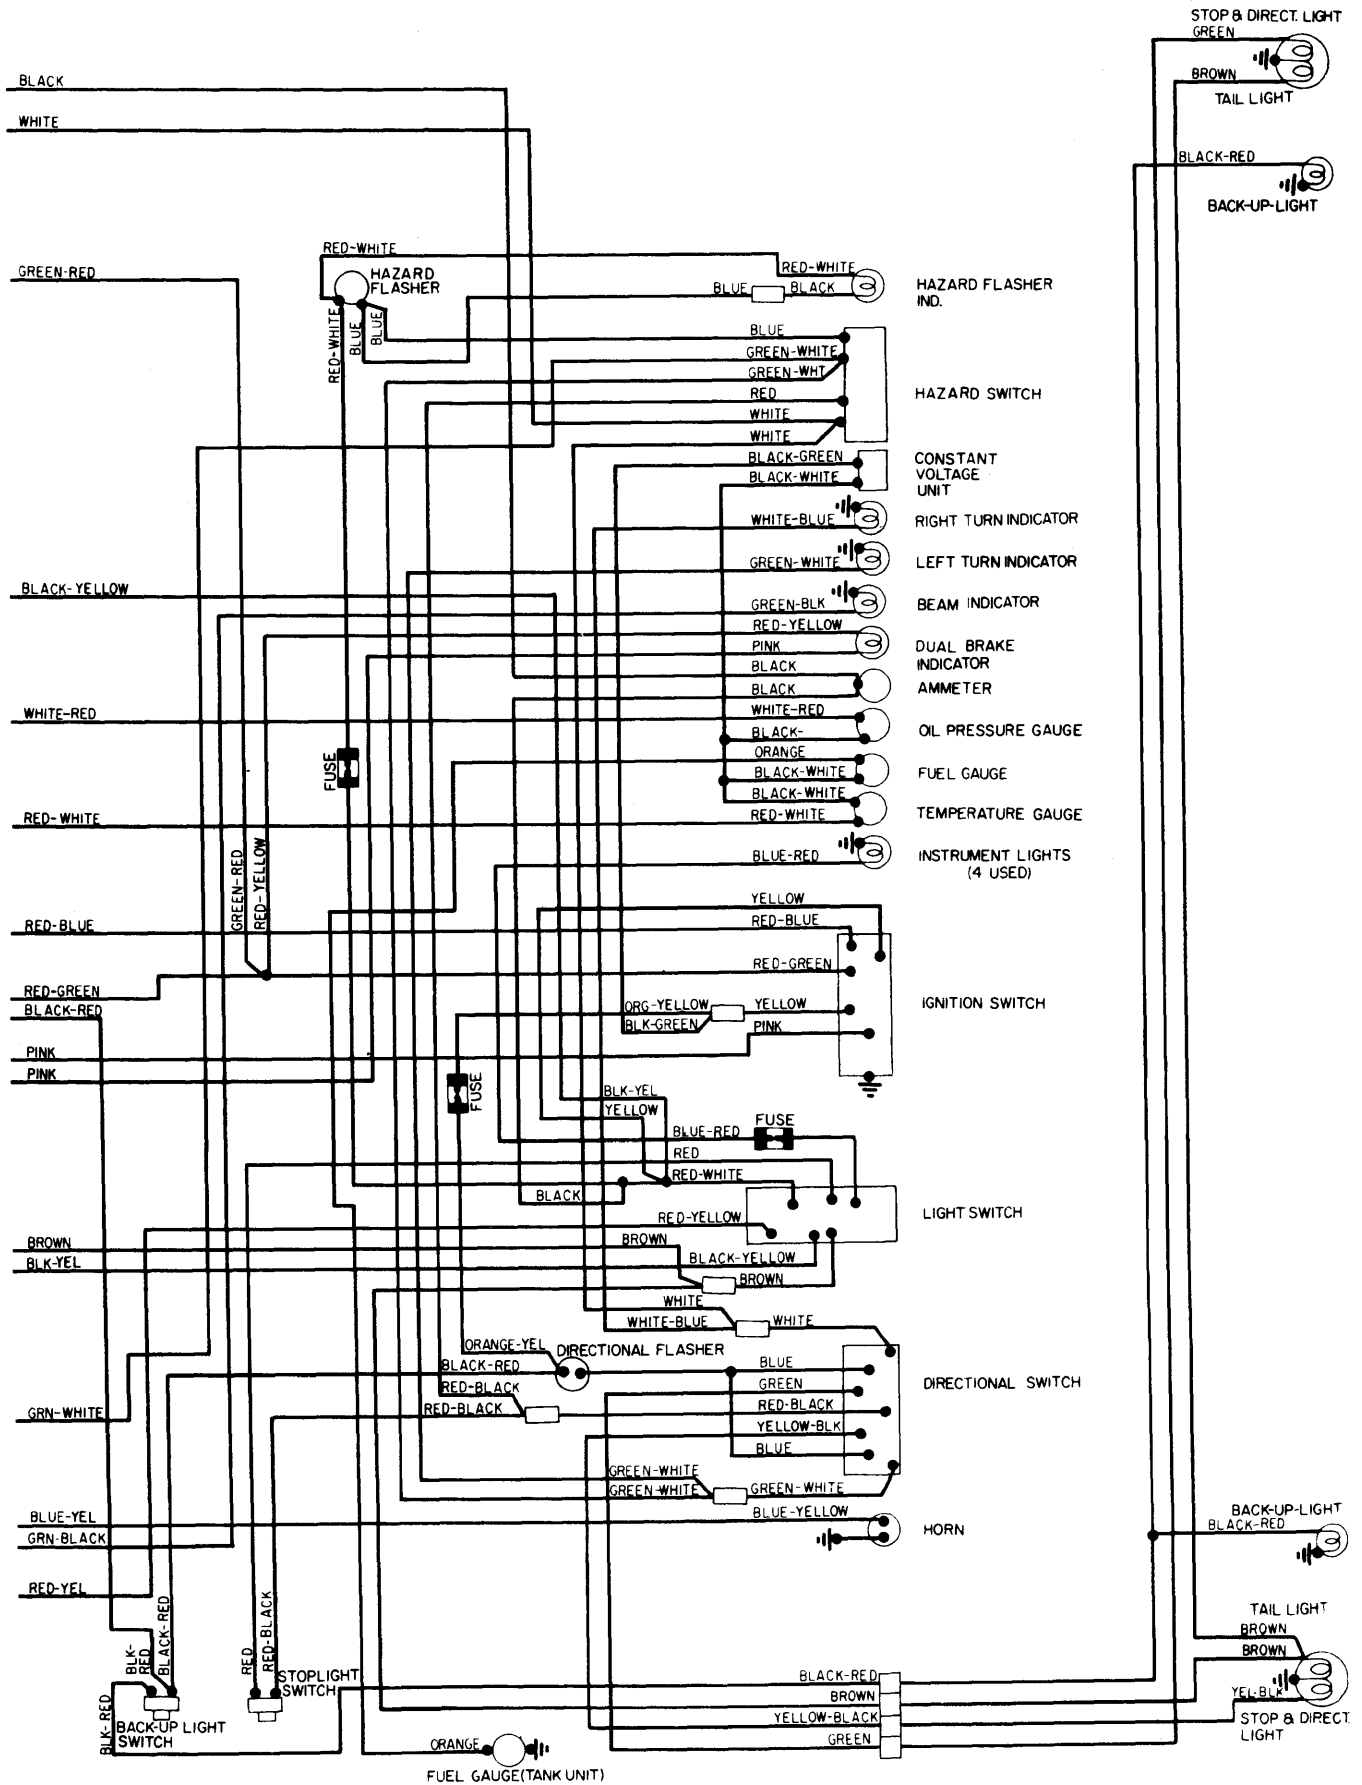 STOP & DIRECT. LIGHT
GREEN
BROWN
TAIL LIGHT
BLACK
WHITE
BLACK-RED
BACK-UP-LIGHT
RED-WHITE
GREEN-RED
HAZARD
FLASHER
RED-WHITE
BLUE
BLACK
HAZARD FLASHER
IND.
RED-WHITE
BLUE
BLUE
BLUE
GREEN-WHITE
GREEN-WHT
RED
WHITE
WHITE
HAZARD SWITCH
BLACK-GREEN
BLACK-WHITE
CONSTANT
VOLTAGE
UNIT
WHITE-BLUE
RIGHT TURN INDICATOR
GREEN-WHITE
LEFT TURN INDICATOR
BLACK-YELLOW
GREEN-BLK
BEAM INDICATOR
RED-YELLOW
PINK
DUAL BRAKE
INDICATOR
BLACK
BLACK
AMMETER
WHITE-RED
WHITE-RED
BLACK-
OIL PRESSURE GAUGE
FUSE
ORANGE
BLACK-WHITE
FUEL GAUGE
BLACK-WHITE
RED-WHITE
RED-WHITE
TEMPERATURE GAUGE
BLUE-RED
INSTRUMENT LIGHTS
(4 USED)
GREEN-RED
RED-YELLOW
YELLOW
RED-BLUE
RED-BLUE
RED-GREEN
RED-GREEN
BLACK-RED
ORG-YELLOW
YELLOW
BLK-GREEN
PINK
IGNITION SWITCH
PINK
PINK
FUSE
BLK-YEL
YELLOW
FUSE
BLUE-RED
RED
RED-WHITE
BLACK
RED-YELLOW
LIGHT SWITCH
BROWN
BROWN
BLK-YEL
BLACK-YELLOW
BROWN
WHITE
WHITE-BLUE
WHITE
ORANGE-YEL
DIRECTIONAL FLASHER
BLACK-RED
BLUE
RED-BLACK
GREEN
DIRECTIONAL SWITCH
GRN-WHITE
RED-BLACK
RED-BLACK
YELLOW-BLK
BLUE
GREEN-WHITE
GREEN-WHITE
GREEN-WHITE
BLUE-YEL
BLUE-YELLOW
HORN
GRN-BLACK
BACK-UP-LIGHT
BLACK-RED
RED-YEL
BLK-
RED
BLACK-RED
RED
RED-BLACK
TAIL LIGHT
BROWN
BROWN
STOPLIGHT
SWITCH
BLACK-RED
BROWN
YEL-BLK
YELLOW-BLACK
STOP & DIRECT
LIGHT
BLK-RED
BACK-UP LIGHT
SWITCH
GREEN
ORANGE
FUEL GAUGE(TANK UNIT)